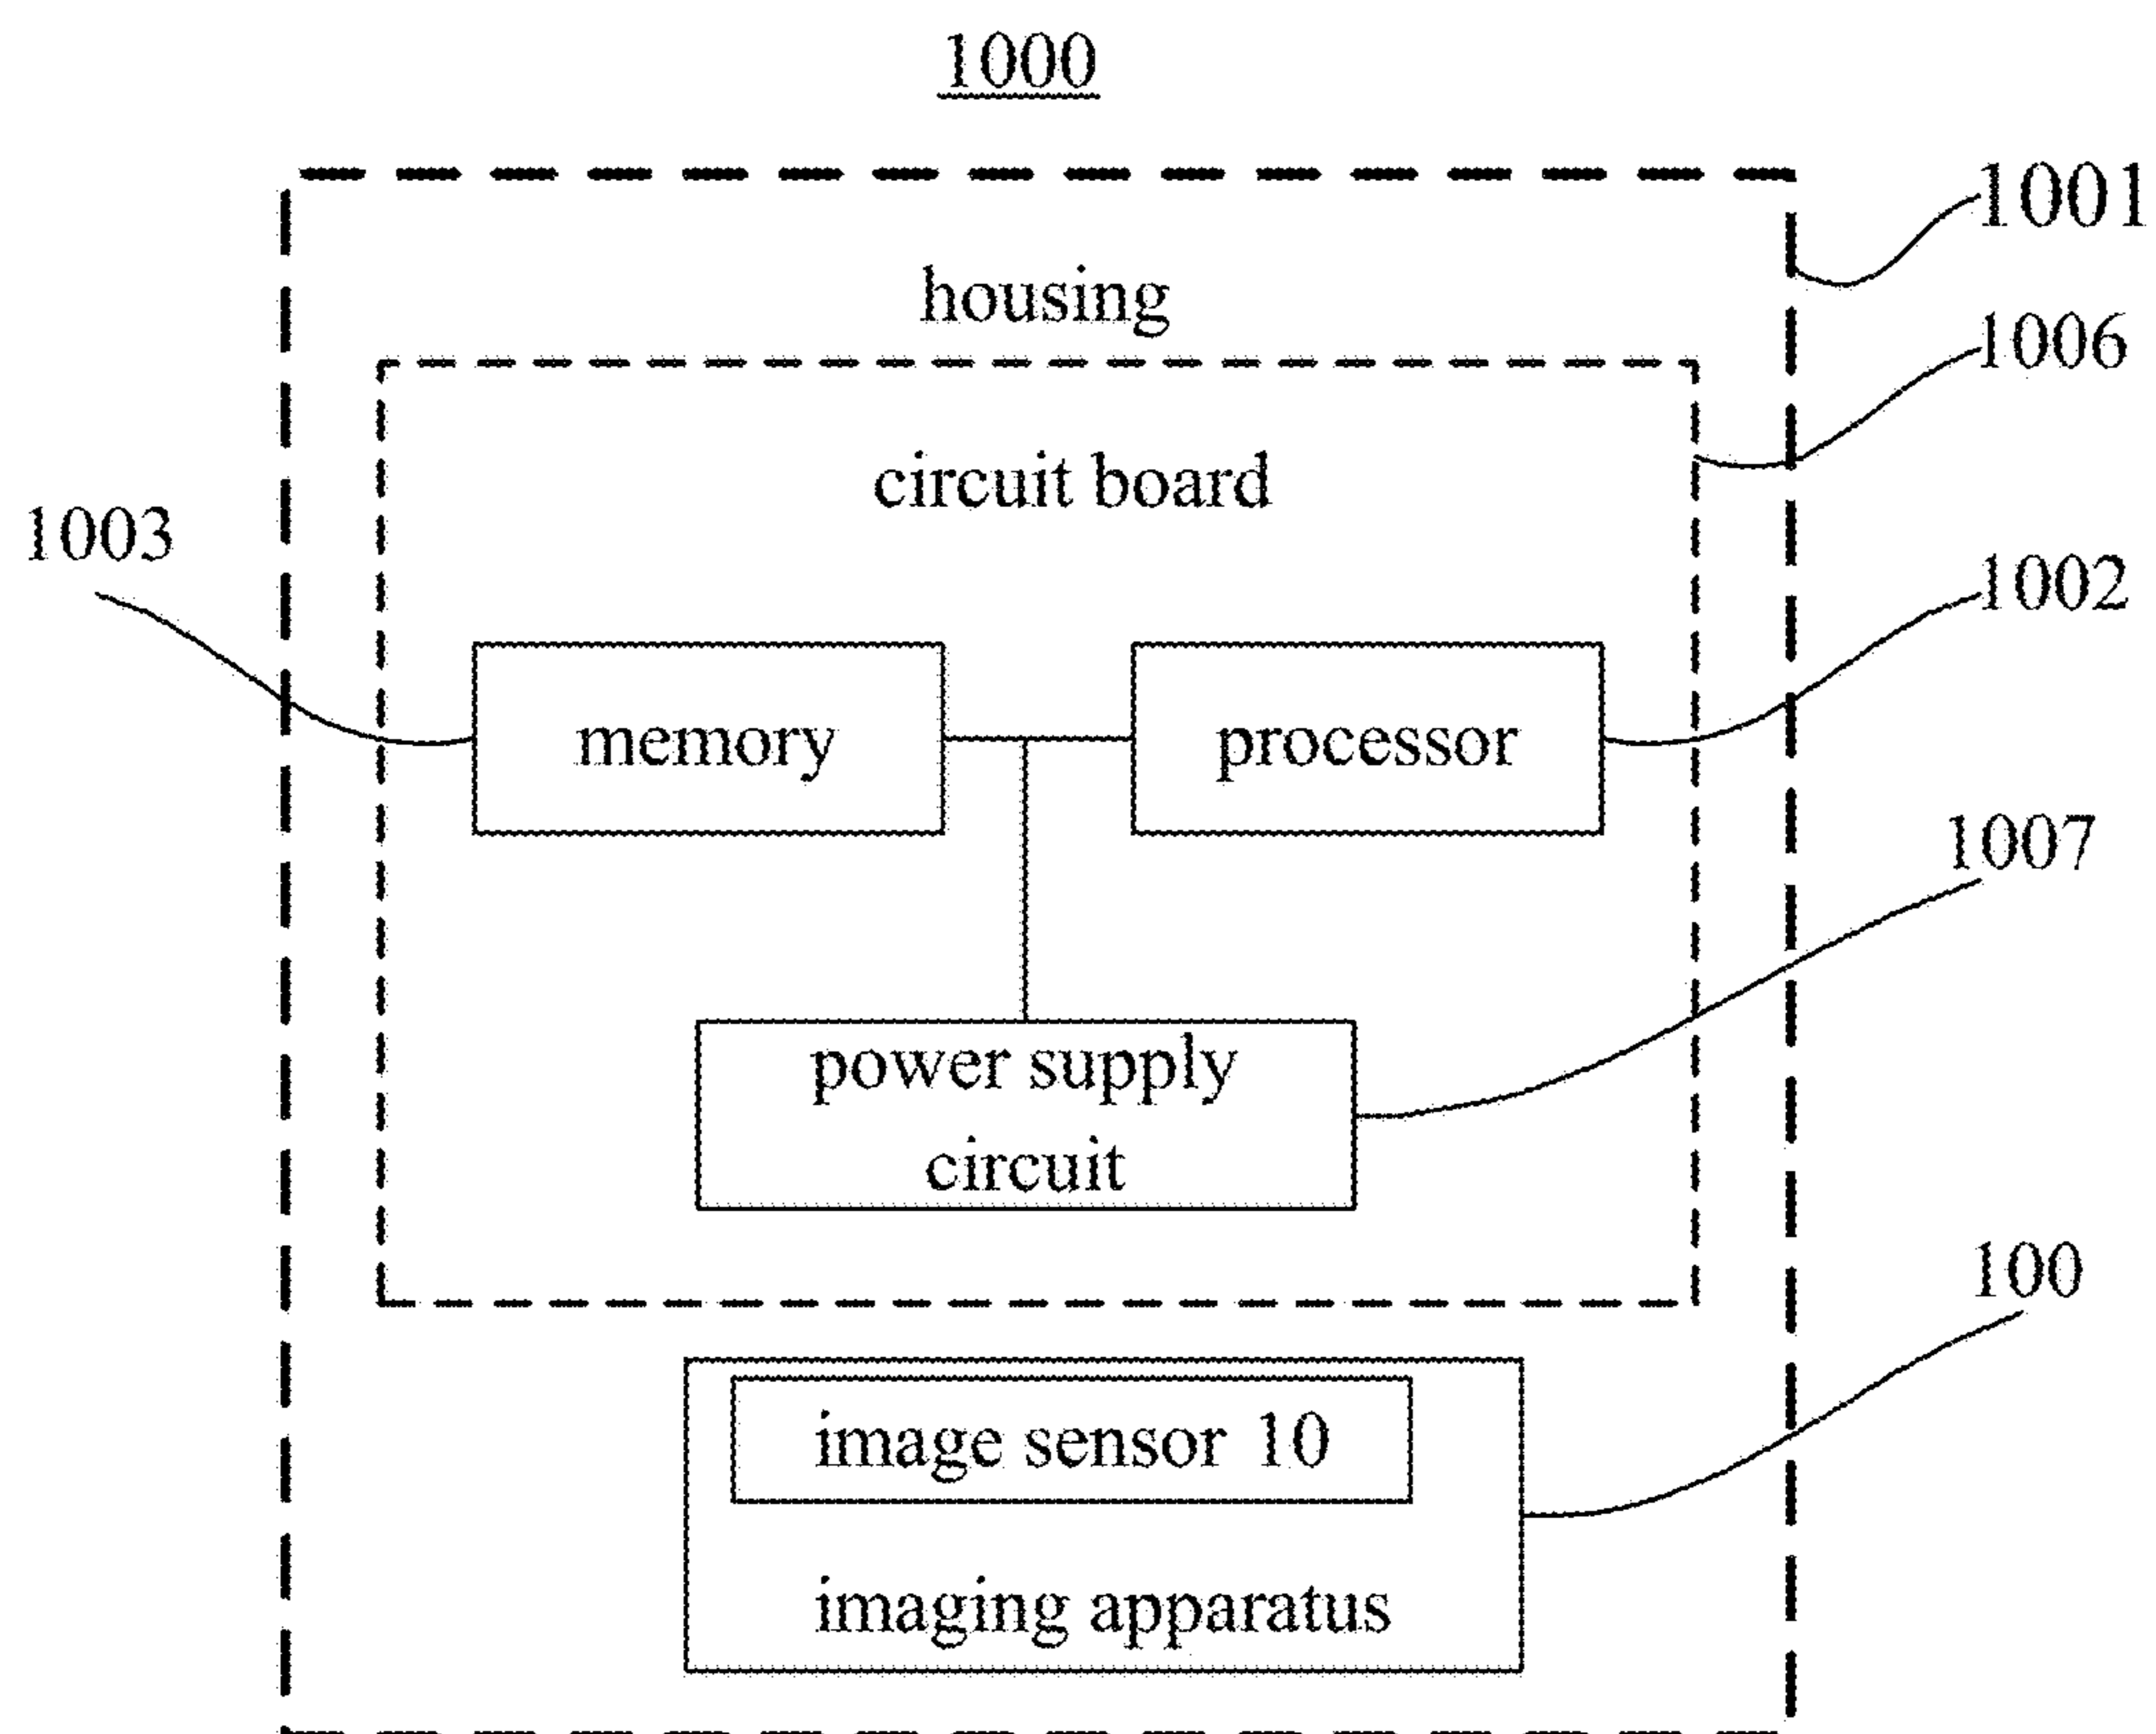 1000
1001
housing
1006
circuit board
1003
1002
memory
processor
1007
power supply
circuit
100
image sensor 10
imaging apparatus